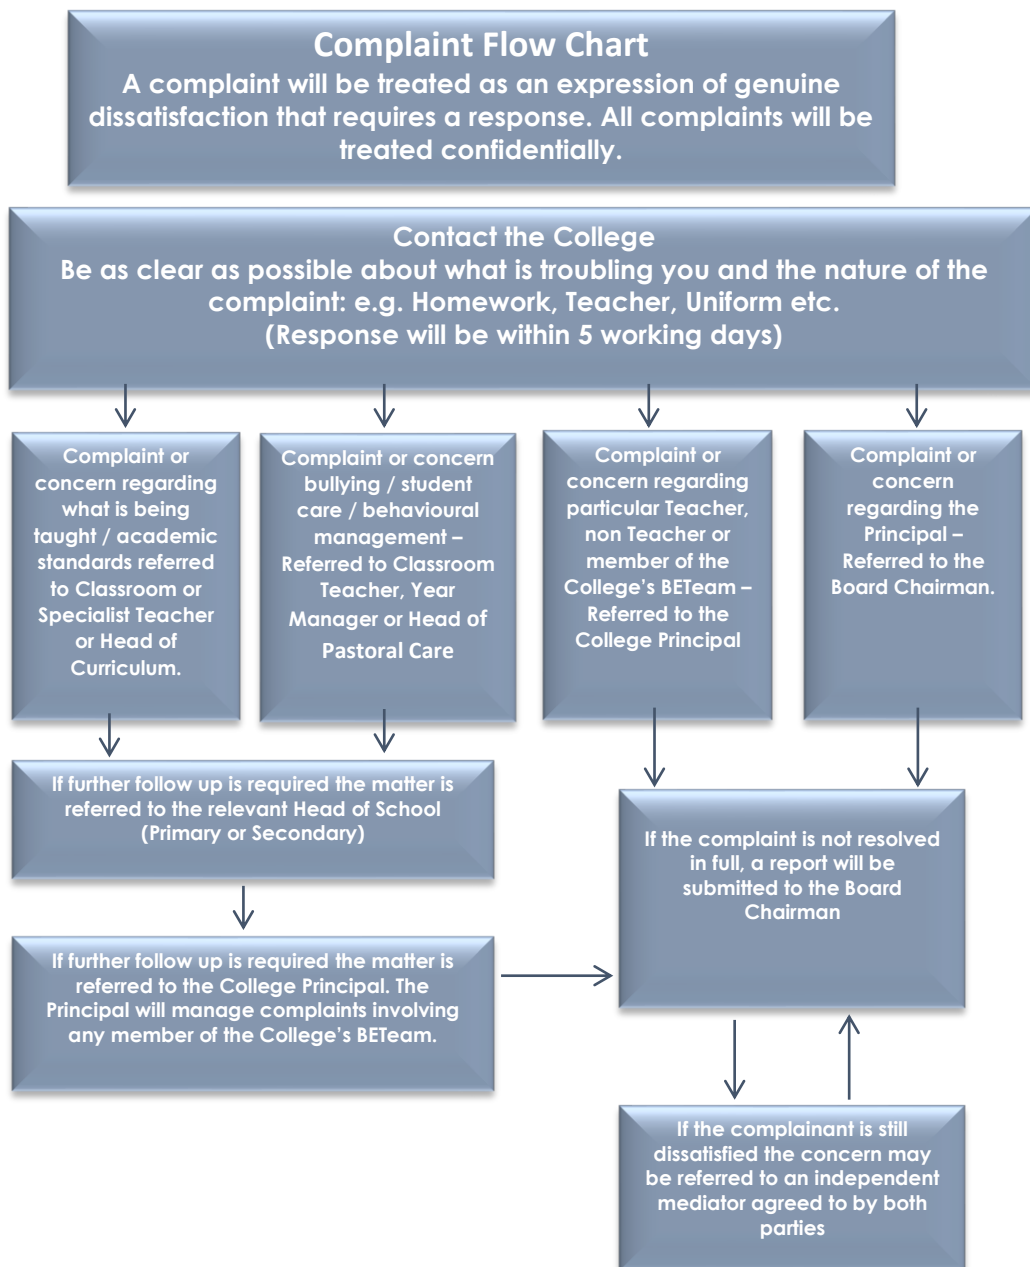 Complaint Flow Chart
A complaint will be treated as an expression of genuine
dissatisfaction that requires a response. All complaints will be
treated confidentially.
Contact the College
Be as clear as possible about what is troubling you and the nature of the
complaint: e.g. Homework, Teacher, Uniform etc.
(Response will be within 5 working days)
Complaint or
concern regarding
what is being
taught / academic
standards referred
to Classroom or
Specialist Teacher
or Head of
Curriculum.
Complaint or concern
bullying / student
care / behavioural
management –
Referred to Classroom
Teacher, Year
Manager or Head of
Pastoral Care
Complaint or
concern regarding
particular Teacher,
non Teacher or
member of the
College’s BETeam –
Referred to the
College Principal
Complaint or
concern
regarding the
Principal –
Referred to the
Board Chairman.
If further follow up is required the matter is
referred to the relevant Head of School
(Primary or Secondary)
If the complaint is not resolved
in full, a report will be
submitted to the Board
Chairman
If further follow up is required the matter is
referred to the College Principal. The
Principal will manage complaints involving
any member of the College’s BETeam.
If the complainant is still
dissatisfied the concern may
be referred to an independent
mediator agreed to by both
parties